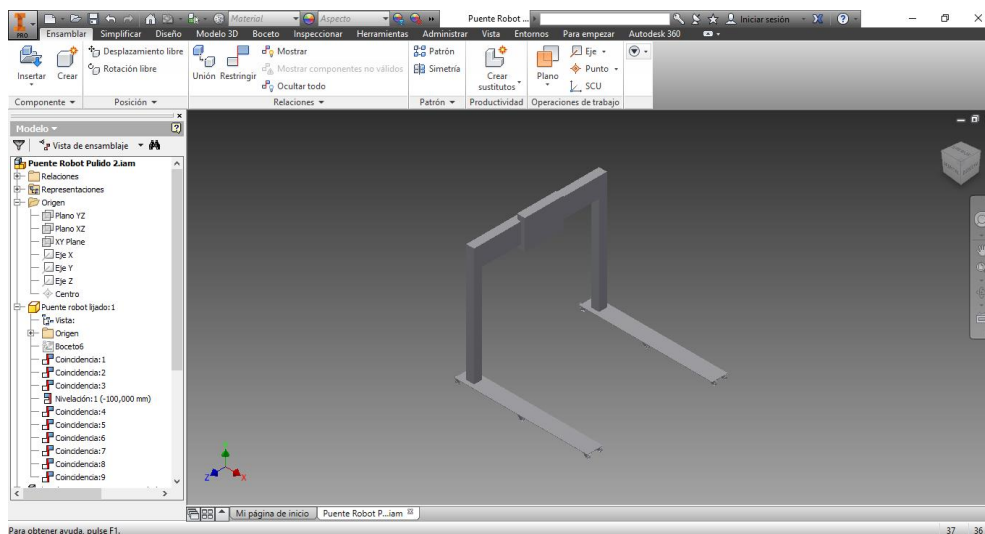 PRO
Material
Aspecto
Puente Robot ...
Iniciar sesión
Ensamblar Simplificar Diseño Modelo 3D Boceto Inspeccionar Herramientas Administrar Vista Entornos Para empezar Autodesk 360
Insertar
Crear
Desplazamiento libre
Rotación libre
Unión
Restringir
Mostrar
Mostrar componentes no válidos
Ocultar todo
Patrón
Simetría
Crear sustitutos
Plano
Eje
Punto
SCU
Componente Posición Relaciones Patrón Productividad Operaciones de trabajo
Modelo
Vista de ensamblaje
Puente Robot Pulido 2.iam
Relaciones
Representaciones
Origen
Plano YZ
Plano XZ
XY Plane
Eje X
Eje Y
Eje Z
Centro
Puente robot lijado:1
Vista:
Origen
Boceto6
Coincidencia:1
Coincidencia:2
Coincidencia:3
Nivelación:1 (-100,000 mm)
Coincidencia:4
Coincidencia:5
Coincidencia:6
Coincidencia:7
Coincidencia:8
Coincidencia:9
Z
X
Mi página de inicio
Puente Robot P...iam
Para obtener ayuda, pulse F1.
37 36